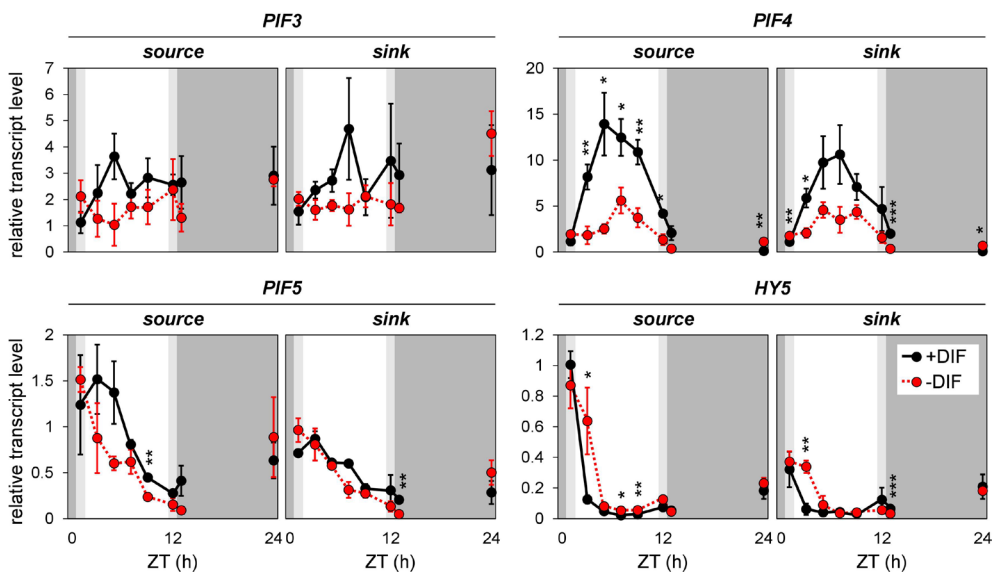 PIF3
PIF4
source
sink
source
sink
relative transcript level
7
6
5
4
3
2
1
0
20
15
10
5
0
**
*
*
**
*
**
**
*
***
*
PIF5
HY5
source
sink
source
sink
relative transcript level
2
1.5
1
0.5
0
**
**
1.2
1
0.8
0.6
0.4
0.2
0
*
*
**
**
***
+DIF
-DIF
0
12
24
12
24
0
12
24
12
24
ZT (h)
ZT (h)
ZT (h)
ZT (h)